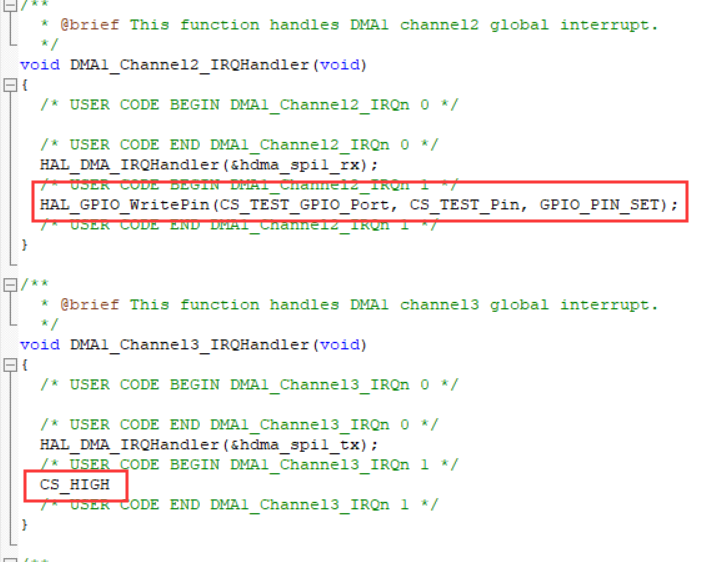 /**
* @brief This function handles DMA1 channel2 global interrupt.
*/
void DMA1_Channel2_IRQHandler(void)
{
/* USER CODE BEGIN DMA1_Channel2_IRQn 0 */
/* USER CODE END DMA1_Channel2_IRQn 0 */
HAL_DMA_IRQHandler(&hdma_spi1_rx);
/* USER CODE BEGIN DMA1_Channel2_IRQn 1 */
HAL_GPIO_WritePin(CS_TEST_GPIO_Port, CS_TEST_Pin, GPIO_PIN_SET);
/* USER CODE END DMA1_Channel2_IRQn 1 */
}
/**
* @brief This function handles DMA1 channel3 global interrupt.
*/
void DMA1_Channel3_IRQHandler(void)
{
/* USER CODE BEGIN DMA1_Channel3_IRQn 0 */
/* USER CODE END DMA1_Channel3_IRQn 0 */
HAL_DMA_IRQHandler(&hdma_spi1_tx);
/* USER CODE BEGIN DMA1_Channel3_IRQn 1 */
CS_HIGH
/* USER CODE END DMA1_Channel3_IRQn 1 */
}
/**